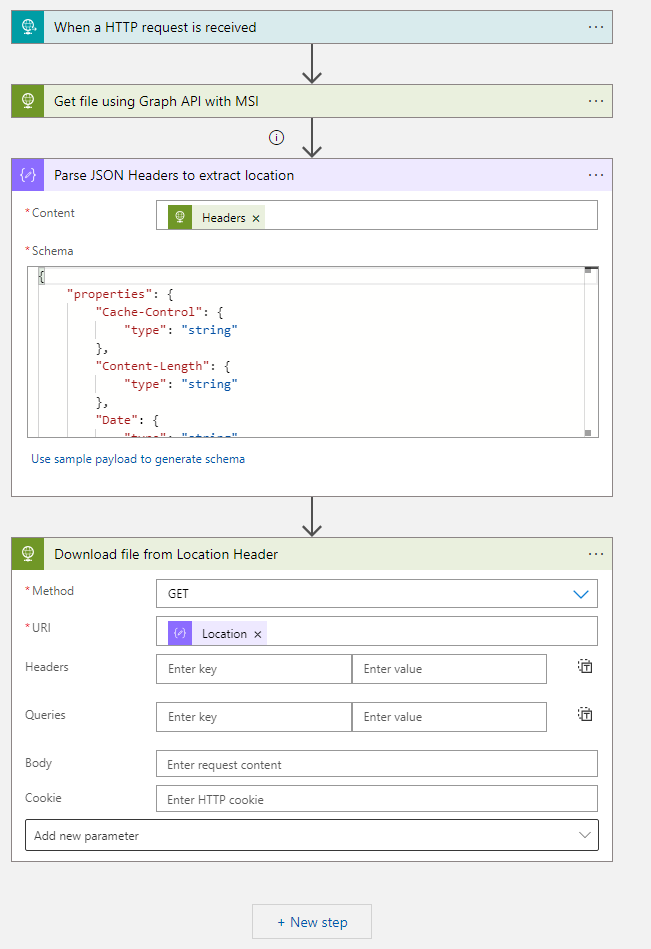 When a HTTP request is received
Get file using Graph API with MSI
Parse JSON Headers to extract location
*Content
Headers
*Schema
{
"properties": {
"Cache-Control": {
"type": "string"
},
"Content-Length": {
"type": "string"
},
"Date": {
"type": "string"
Use sample payload to generate schema
Download file from Location Header
*Method
GET
*URI
Location
Headers
Enter key
Enter value
Queries
Enter key
Enter value
Body
Enter request content
Cookie
Enter HTTP cookie
Add new parameter
+ New step